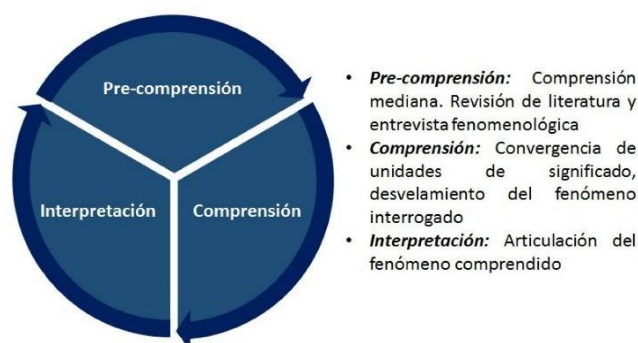 Pre-comprensión
Interpretación
Comprensión
• Pre-comprensión: Comprensión
mediana. Revisión de literatura y
entrevista fenomenológica
• Comprensión: Convergencia de
unidades de significado,
desvelamiento del fenómeno
interrogado
• Interpretación: Articulación del
fenómeno comprendido